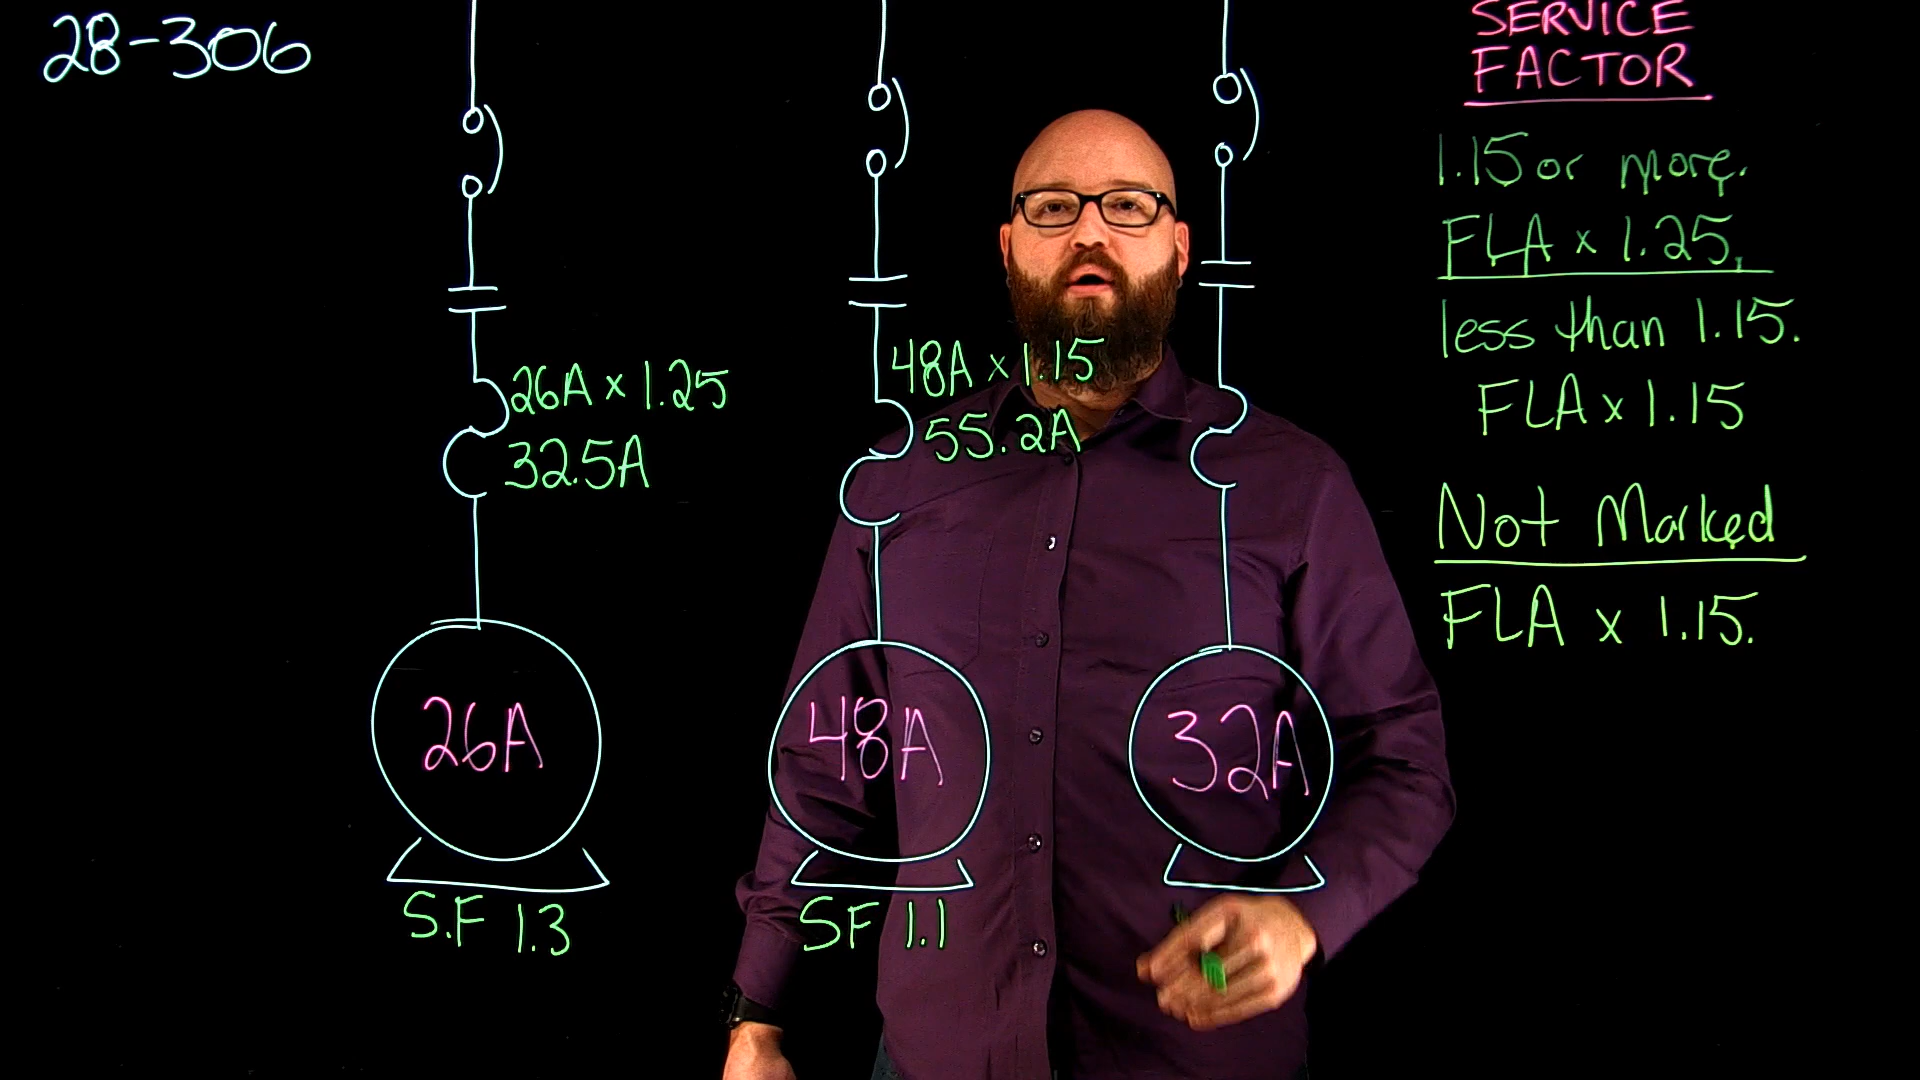 28-306
26A x 1.25
32.5A
26A
S.F 1.3
48A x 1.15
55.2A
48A
SF 1.1
32A
SERVICE
FACTOR
1.15 or more.
FLA x 1.25.
less than 1.15.
FLA x 1.15
Not Marked
FLA x 1.15.